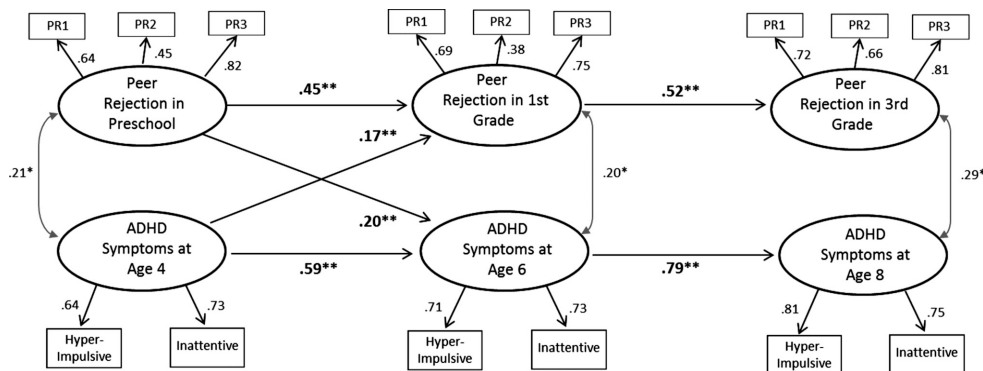 PR1
PR2
PR3
PR1
PR2
PR3
PR1
PR2
PR3
.64
.45
.82
.69
.38
.75
.72
.66
.81
Peer
Rejection in
Preschool
.45**
Peer
Rejection in 1st
Grade
.52**
Peer
Rejection in 3rd
Grade
.17**
.21*
.20*
.29*
.20**
ADHD
Symptoms at
Age 4
.59**
ADHD
Symptoms at
Age 6
.79**
ADHD
Symptoms at
Age 8
.64
.73
.71
.73
.81
.75
Hyper-
Impulsive
Inattentive
Hyper-
Impulsive
Inattentive
Hyper-
Impulsive
Inattentive